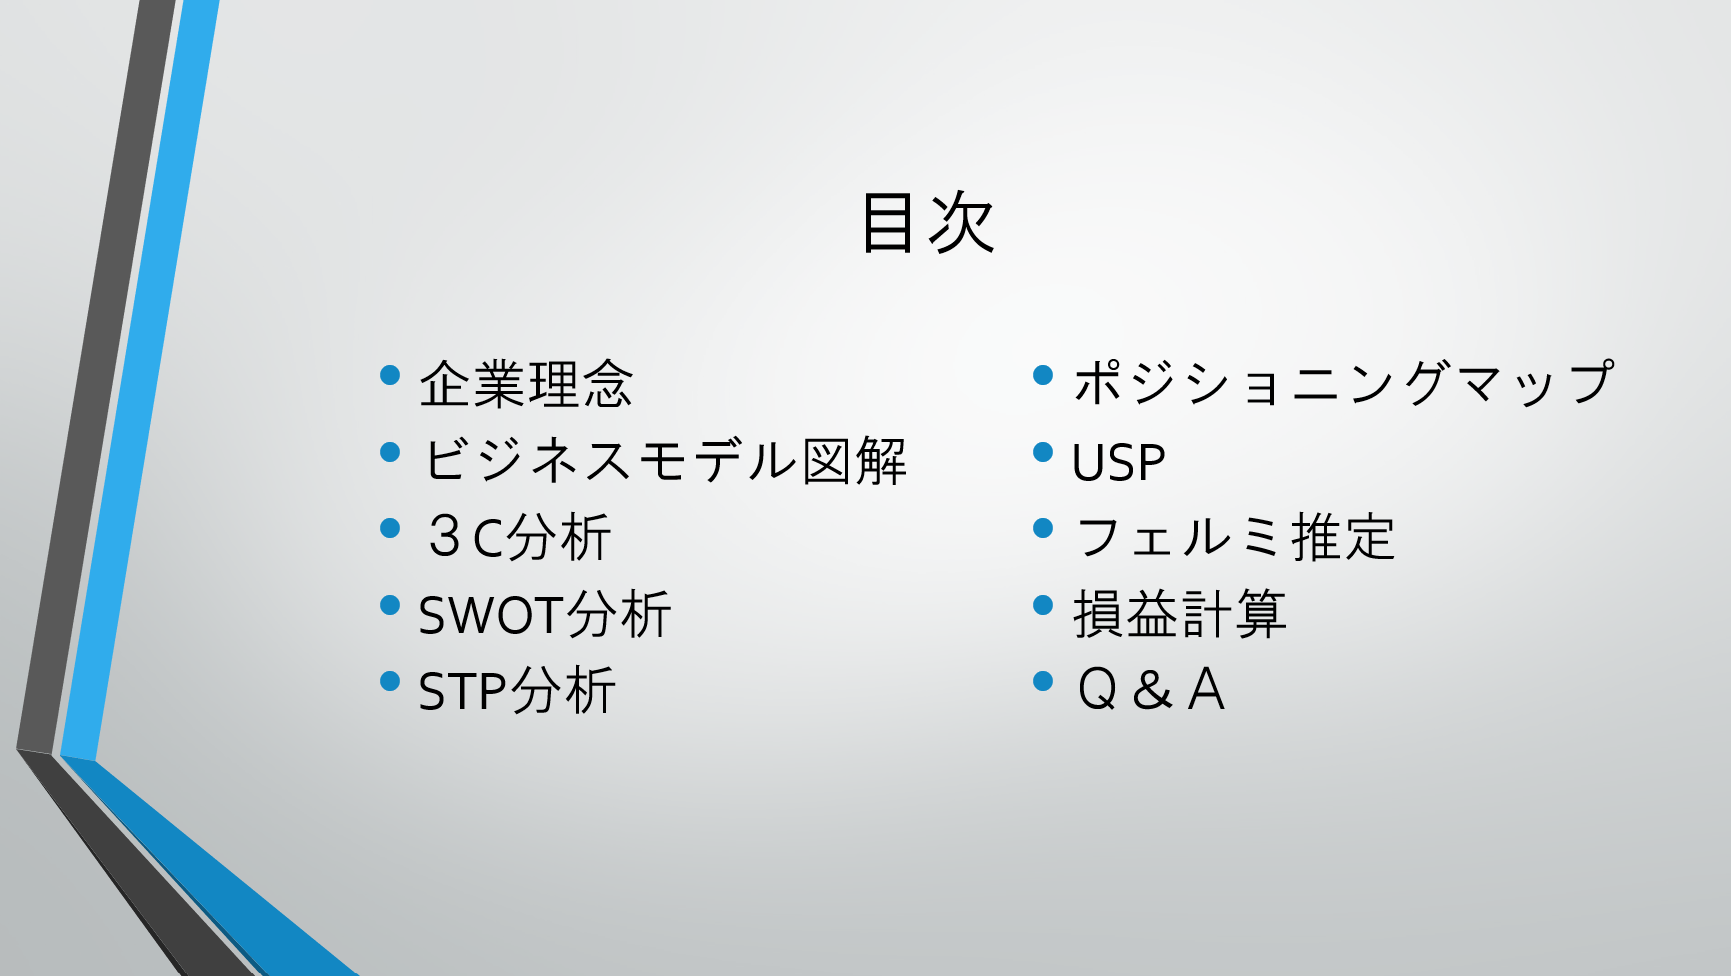 目次
企業理念
ビジネスモデル図解
３C分析
SWOT分析
STP分析
ポジショニングマップ
USP
フェルミ推定
損益計算
Ｑ＆Ａ